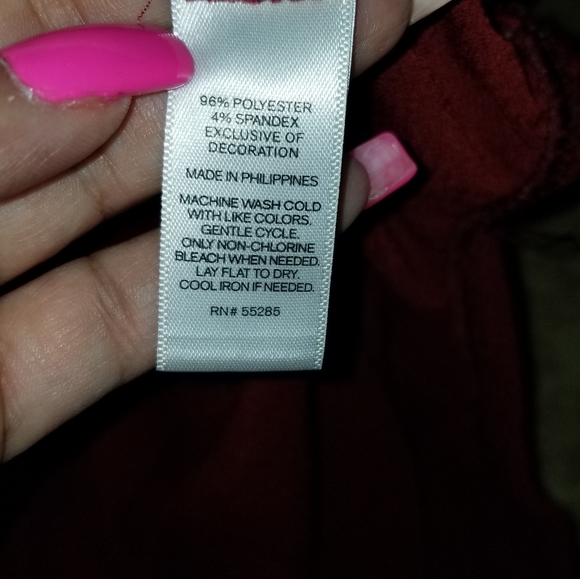 96% POLYESTER
4% SPANDEX
EXCLUSIVE OF
DECORATION
MADE IN PHILIPPINES
MACHINE WASH COLD
WITH LIKE COLORS.
GENTLE CYCLE.
ONLY NON-CHLORINE
BLEACH WHEN NEEDED.
LAY FLAT TO DRY.
COOL IRON IF NEEDED.
RN# 55285